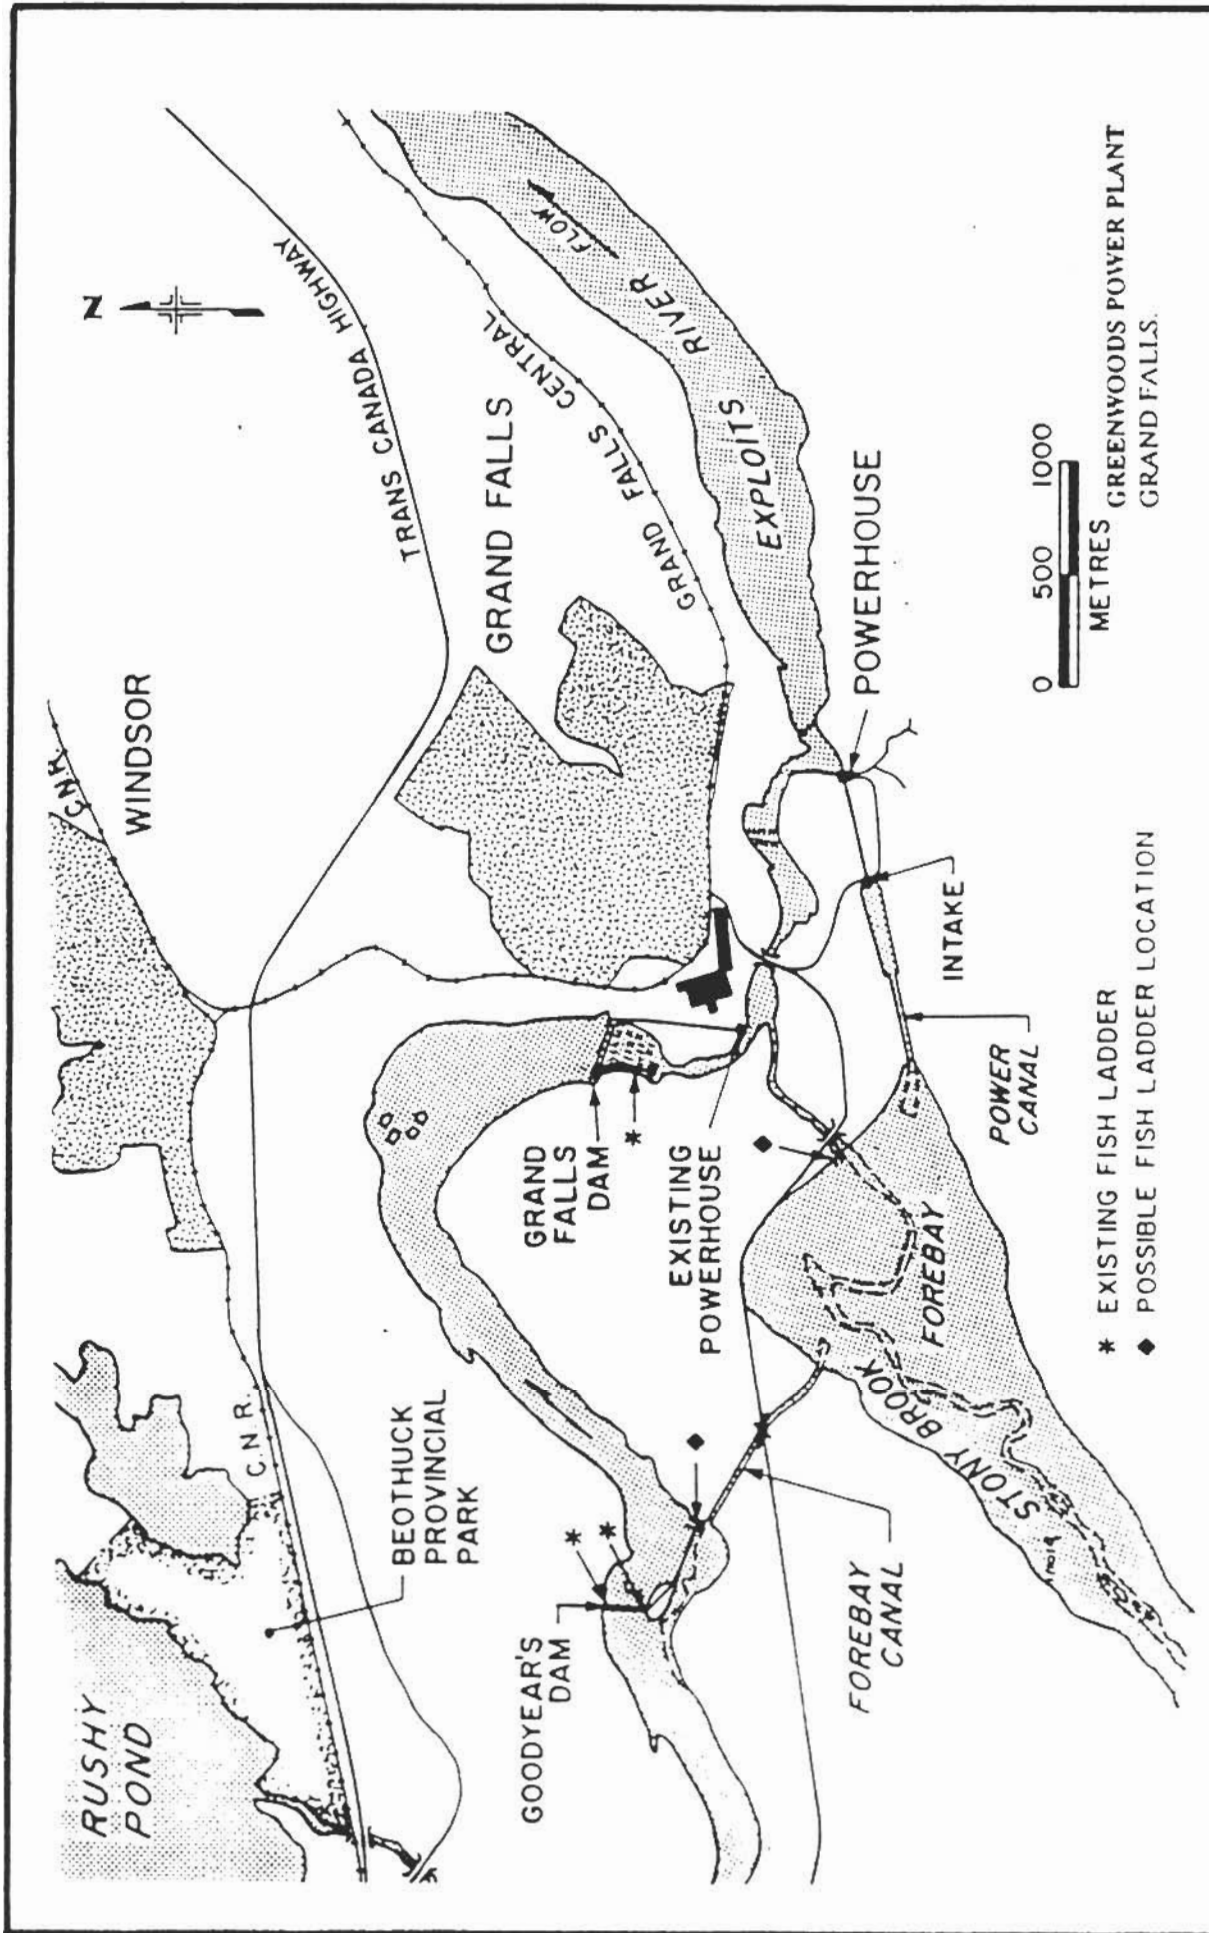 RUSHY
POND
C.N.R.
BEOTHUCK
PROVINCIAL
PARK
C.N.R.
WINDSOR
TRANS CANADA HIGHWAY
N
GRAND FALLS
GRAND FALLS CENTRAL
FLOW
EXPLOITS RIVER
GOODYEAR'S
DAM
GRAND
FALLS
DAM
EXISTING
POWERHOUSE
FOREBAY
CANAL
STONY BROOK
FOREBAY
POWER
CANAL
INTAKE
POWERHOUSE
0 500 1000
METRES
* EXISTING FISH LADDER
◆ POSSIBLE FISH LADDER LOCATION
GREENWOODS POWER PLANT
GRAND FALLS.